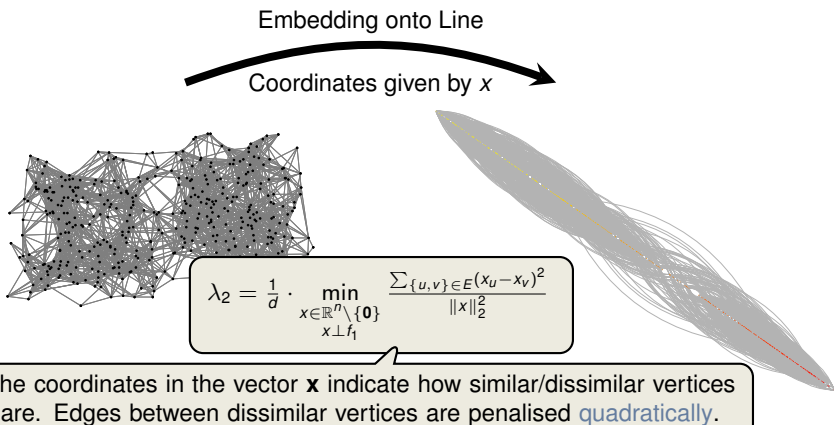 Embedding onto Line
Coordinates given by x
λ₂ = 1/d · min_{x∈ℝⁿ\{𝟎}, x⊥f₁} ∑_{{u,v}∈E}(x_u−x_v)² / ‖x‖₂²
he coordinates in the vector x indicate how similar/dissimilar vertices
are. Edges between dissimilar vertices are penalised quadratically.